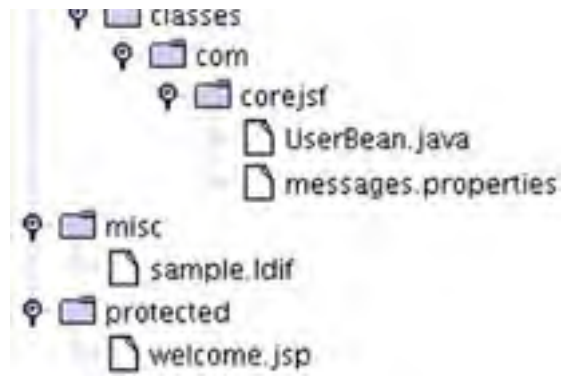 classes
com
corejsf
UserBean.java
messages.properties
misc
sample.ldif
protected
welcome.jsp